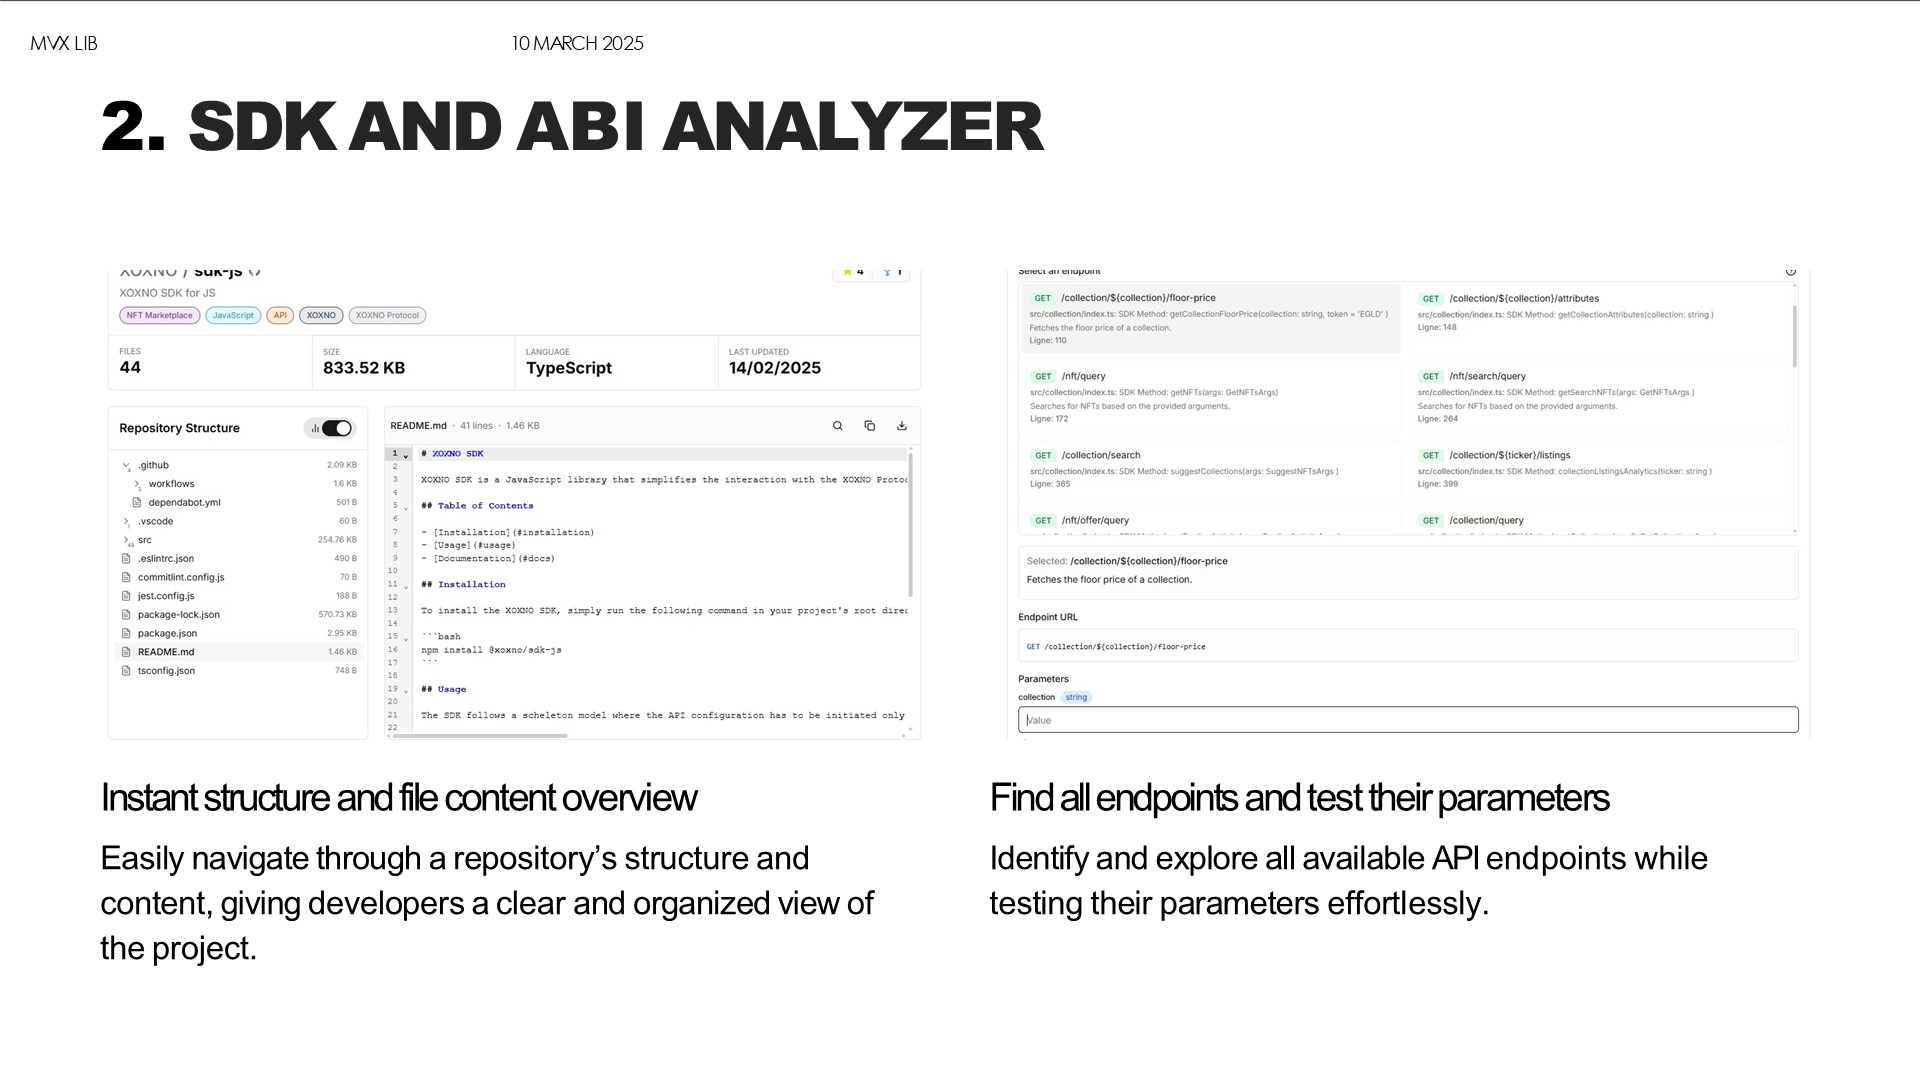 MVX LIB
10 MARCH 2025
2. SDK AND ABI ANALYZER
XOXNO / sdk-js
4
1
XOXNO SDK for JS
NFT Marketplace JavaScript API XOXNO XOXNO Protocol
FILES
44
SIZE
833.52 KB
LANGUAGE
TypeScript
LAST UPDATED
14/02/2025
Repository Structure
.github 2.09 KB
workflows 1.6 KB
dependabot.yml 501 B
.vscode 60 B
src 254.76 KB
.eslintrc.json 490 B
commitlint.config.js 70 B
jest.config.js 188 B
package-lock.json 570.73 KB
package.json 2.95 KB
README.md 1.46 KB
tsconfig.json 748 B
README.md · 41 lines · 1.46 KB
1 # XOXNO SDK
2
3 XOXNO SDK is a JavaScript library that simplifies the interaction with the XOXNO Protoc
4
5 ## Table of Contents
6
7 - [Installation](#installation)
8 - [Usage](#usage)
9 - [Documentation](#docs)
10
11 ## Installation
12
13 To install the XOXNO SDK, simply run the following command in your project's root direc
14
15 ```bash
16 npm install @xoxno/sdk-js
17 ```
18
19 ## Usage
20
21 The SDK follows a scheleton model where the API configuration has to be initiated only
22
Instant structure and file content overview
Easily navigate through a repository’s structure and
content, giving developers a clear and organized view of
the project.
Select an endpoint
GET /collection/${collection}/floor-price
src/collection/index.ts: SDK Method: getCollectionFloorPrice(collection: string, token = 'EGLD' )
Fetches the floor price of a collection.
Ligne: 110
GET /collection/${collection}/attributes
src/collection/index.ts: SDK Method: getCollectionAttributes(collection: string )
Ligne: 148
GET /nft/query
src/collection/index.ts: SDK Method: getNFTs(args: GetNFTsArgs)
Searches for NFTs based on the provided arguments.
Ligne: 172
GET /nft/search/query
src/collection/index.ts: SDK Method: getSearchNFTs(args: GetNFTsArgs )
Searches for NFTs based on the provided arguments.
Ligne: 264
GET /collection/search
src/collection/index.ts: SDK Method: suggestCollections(args: SuggestNFTsArgs )
Ligne: 365
GET /collection/${ticker}/listings
src/collection/index.ts: SDK Method: collectionListingsAnalytics(ticker: string )
Ligne: 399
GET /nft/offer/query
GET /collection/query
Selected: /collection/${collection}/floor-price
Fetches the floor price of a collection.
Endpoint URL
GET /collection/${collection}/floor-price
Parameters
collection string
Value
Find all endpoints and test their parameters
Identify and explore all available API endpoints while
testing their parameters effortlessly.